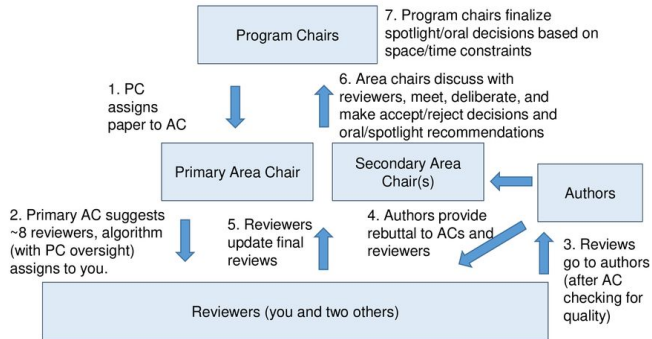 Program Chairs
7. Program chairs finalize
spotlight/oral decisions based on
space/time constraints
1. PC
assigns
paper to AC
6. Area chairs discuss with
reviewers, meet, deliberate, and
make accept/reject decisions and
oral/spotlight recommendations
Primary Area Chair
Secondary Area
Chair(s)
Authors
2. Primary AC suggests
~8 reviewers, algorithm
(with PC oversight)
assigns to you.
5. Reviewers
update final
reviews
4. Authors provide
rebuttal to ACs and
reviewers
3. Reviews
go to authors
(after AC
checking for
quality)
Reviewers (you and two others)